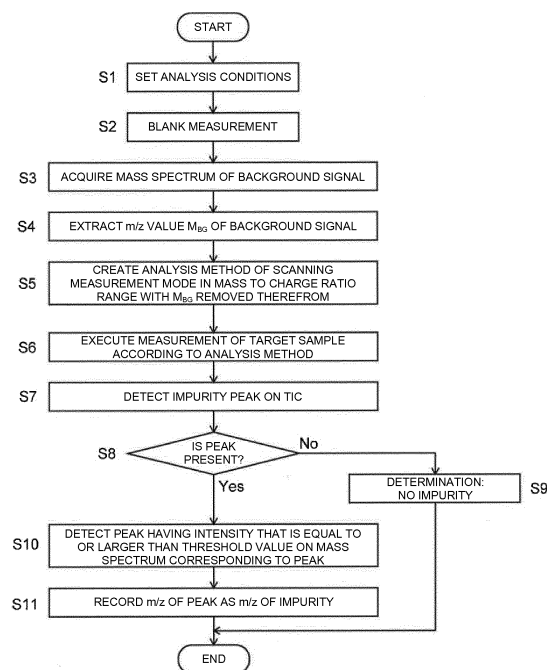 START
S1
SET ANALYSIS CONDITIONS
S2
BLANK MEASUREMENT
S3
ACQUIRE MASS SPECTRUM OF BACKGROUND SIGNAL
S4
EXTRACT m/z VALUE MBG OF BACKGROUND SIGNAL
S5
CREATE ANALYSIS METHOD OF SCANNING
MEASUREMENT MODE IN MASS TO CHARGE RATIO
RANGE WITH MBG REMOVED THEREFROM
S6
EXECUTE MEASUREMENT OF TARGET SAMPLE
ACCORDING TO ANALYSIS METHOD
S7
DETECT IMPURITY PEAK ON TIC
S8
IS PEAK
PRESENT?
No
Yes
S9
DETERMINATION:
NO IMPURITY
S10
DETECT PEAK HAVING INTENSITY THAT IS EQUAL TO
OR LARGER THAN THRESHOLD VALUE ON MASS
SPECTRUM CORRESPONDING TO PEAK
S11
RECORD m/z OF PEAK AS m/z OF IMPURITY
END